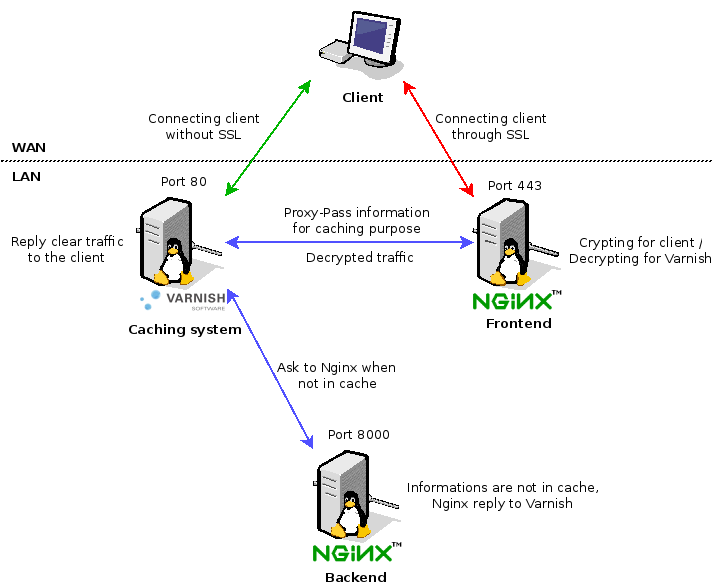 Client
Connecting client
without SSL
Connecting client
through SSL
WAN
LAN
Port 80
Port 443
Reply clear traffic
to the client
Proxy-Pass information
for caching purpose
Decrypted traffic
Crypting for client /
Decrypting for Varnish
VARNISH
SOFTWARE
Caching system
NGiNX™
Frontend
Ask to Nginx when
not in cache
Port 8000
Informations are not in cache,
Nginx reply to Varnish
NGiNX™
Backend